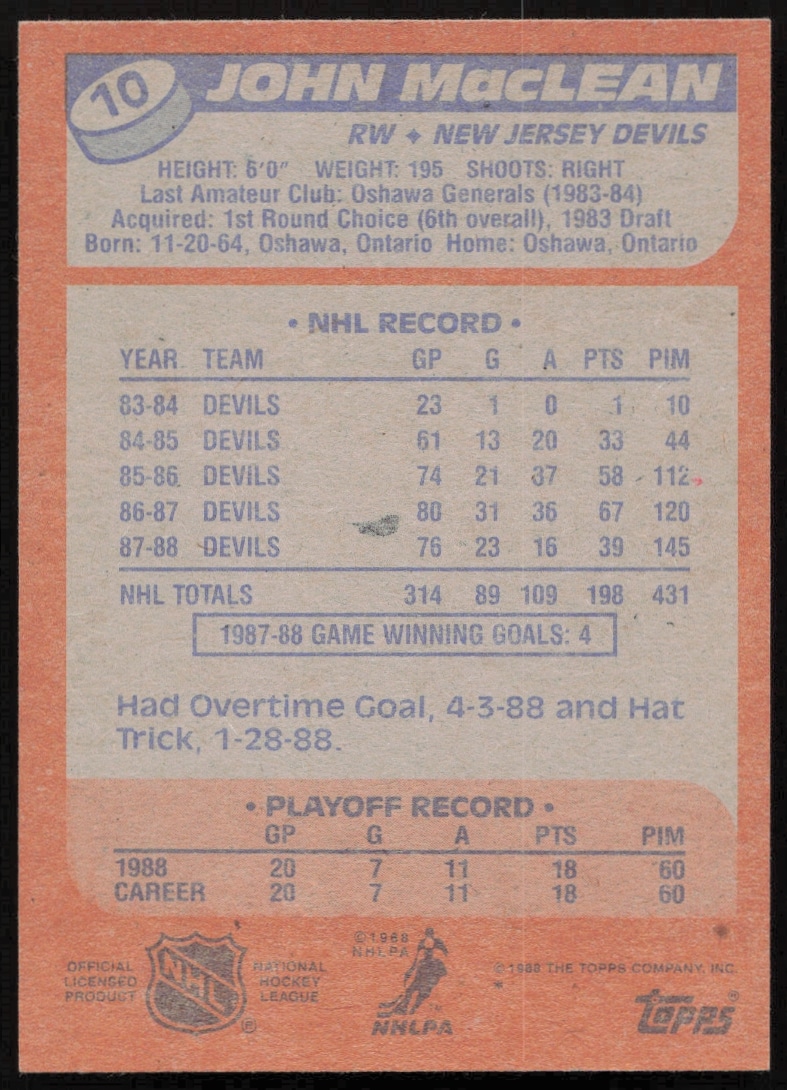 10
JOHN MacLEAN
RW ✦ NEW JERSEY DEVILS
HEIGHT: 6'0" WEIGHT: 195 SHOOTS: RIGHT
Last Amateur Club: Oshawa Generals (1983-84)
Acquired: 1st Round Choice (6th overall), 1983 Draft
Born: 11-20-64, Oshawa, Ontario Home: Oshawa, Ontario
• NHL RECORD •
YEAR TEAM GP G A PTS PIM
83-84 DEVILS 23 1 0 1 10
84-85 DEVILS 61 13 20 33 44
85-86 DEVILS 74 21 37 58 112
86-87 DEVILS 80 31 36 67 120
87-88 DEVILS 76 23 16 39 145
NHL TOTALS 314 89 109 198 431
1987-88 GAME WINNING GOALS: 4
Had Overtime Goal, 4-3-88 and Hat
Trick, 1-28-88.
• PLAYOFF RECORD •
GP G A PTS PIM
1988 20 7 11 18 60
CAREER 20 7 11 18 60
OFFICIAL
LICENSED
PRODUCT
NHL
®
NATIONAL
HOCKEY
LEAGUE
©1988
NHLPA
NHLPA
©1988 THE TOPPS COMPANY, INC.
*
Topps®